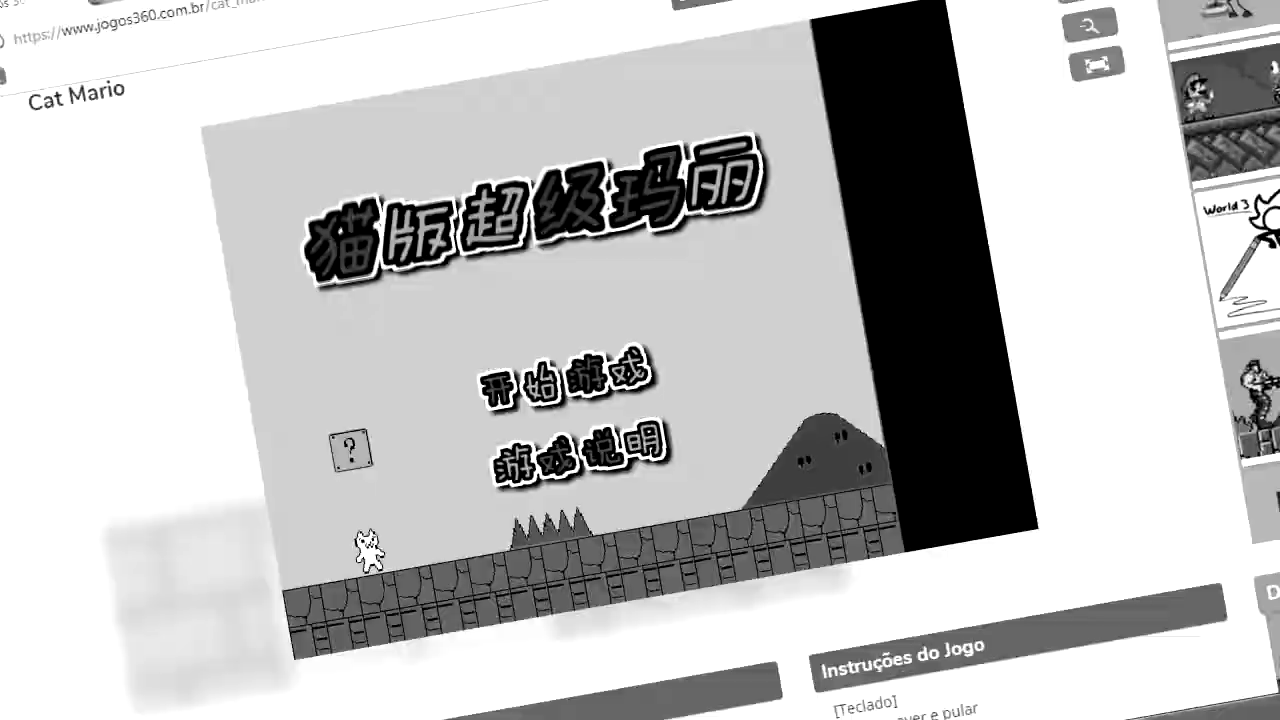 https://www.jogos360.com.br/cat_
Cat Mario
猫版超级玛丽
开始游戏
游戏说明
?
World 3
Instruções do Jogo
[Teclado]
e pular